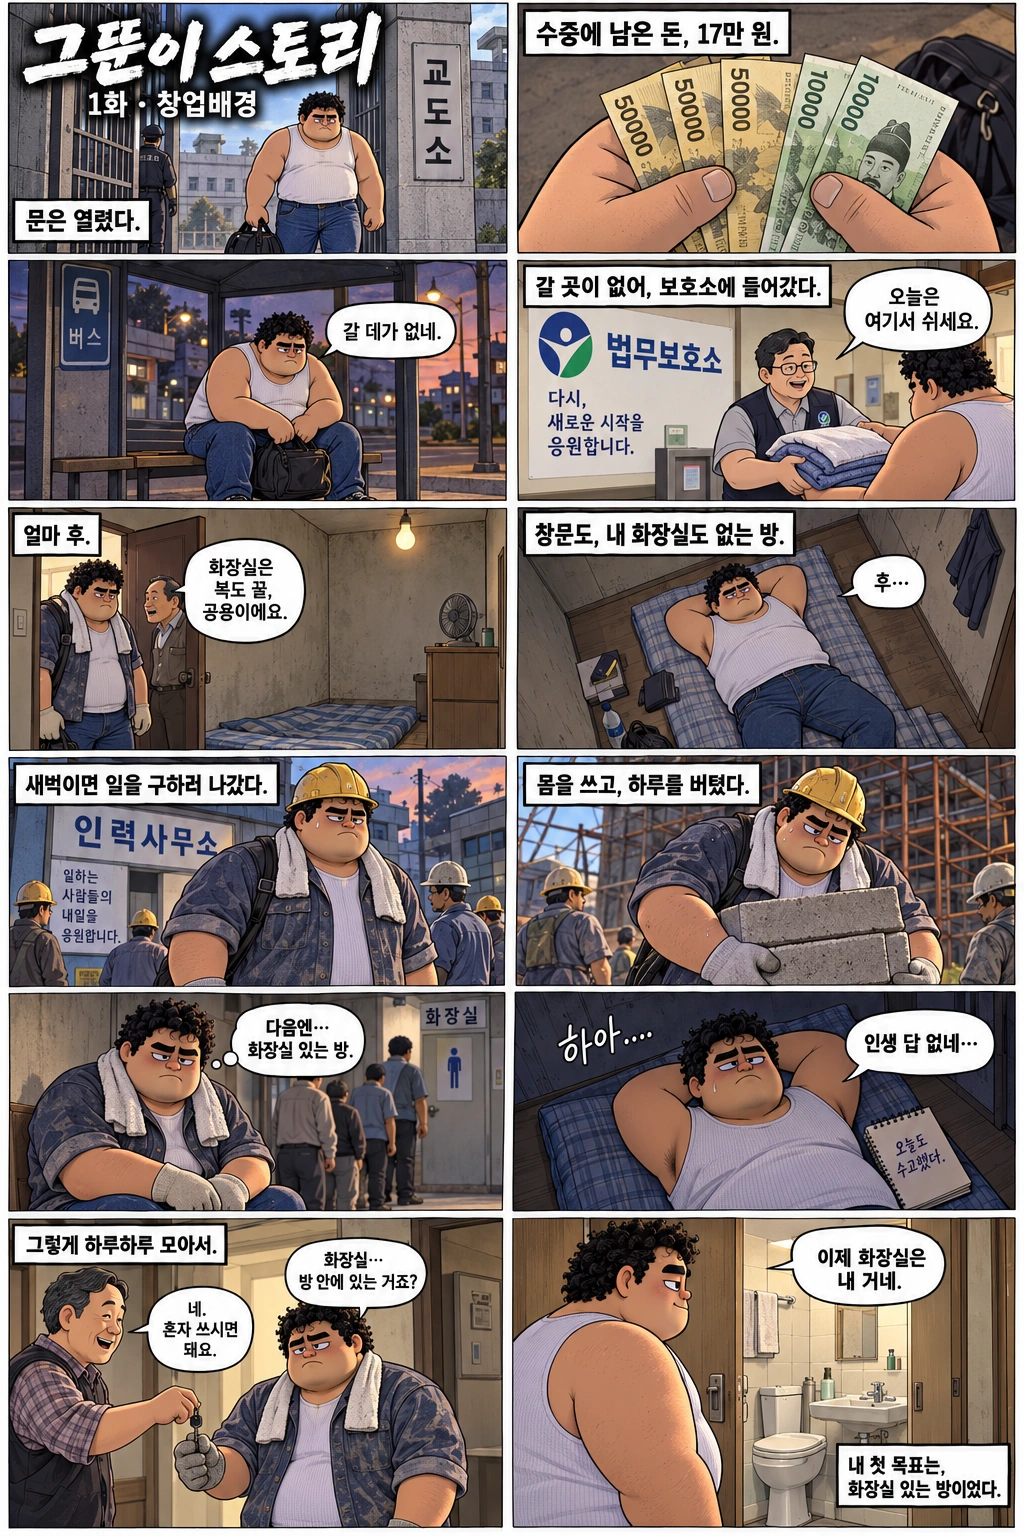 그뚠이 스토리
1화 · 창업배경
교도소
문은 열렸다.
수중에 남은 돈, 17만 원.
50000
50000
50000
10000
10000
버스
갈 데가 없네.
갈 곳이 없어, 보호소에 들어갔다.
오늘은
여기서 쉬세요.
법무보호소
다시,
새로운 시작을
응원합니다.
얼마 후.
화장실은
복도 끝,
공용이에요.
창문도, 내 화장실도 없는 방.
후…
새벽이면 일을 구하러 나갔다.
인력사무소
일하는
사람들의
내일을
응원합니다.
몸을 쓰고, 하루를 버텼다.
다음엔…
화장실 있는 방.
화장실
하아....
인생 답 없네…
오늘도
수고했다.
그렇게 하루하루 모아서.
네.
혼자 쓰시면
돼요.
화장실…
방 안에 있는 거죠?
이제 화장실은
내 거네.
내 첫 목표는,
화장실 있는 방이었다.